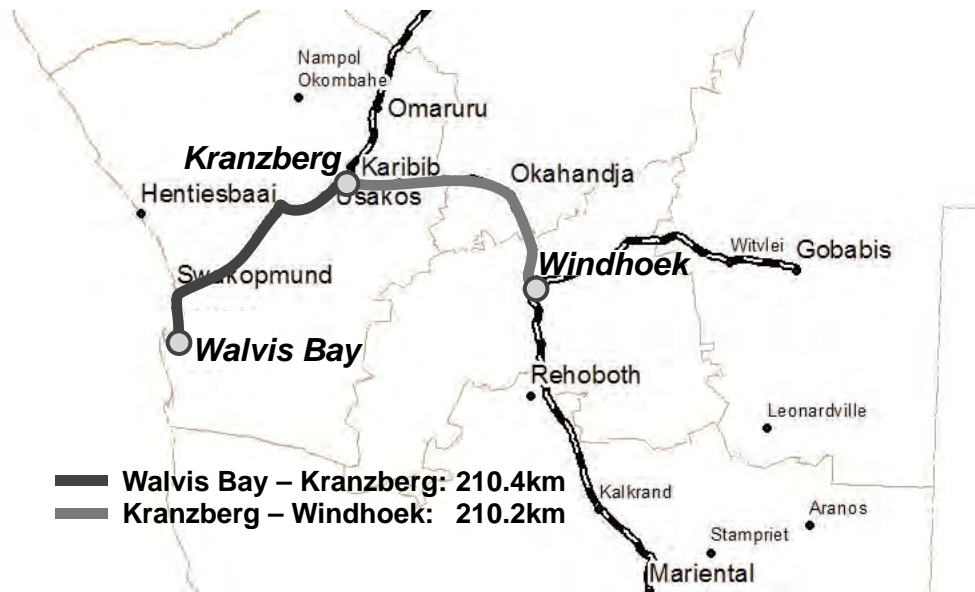 Nampol
Okombahe
Omaruru
Kranzberg
Karibib
Okahandja
Hentiesbaai
Usakos
Witvlei
Gobabis
Windhoek
Swakopmund
Walvis Bay
Rehoboth
Leonardville
Walvis Bay – Kranzberg: 210.4km
Kranzberg – Windhoek: 210.2km
Kalkrand
Aranos
Stampriet
Mariental